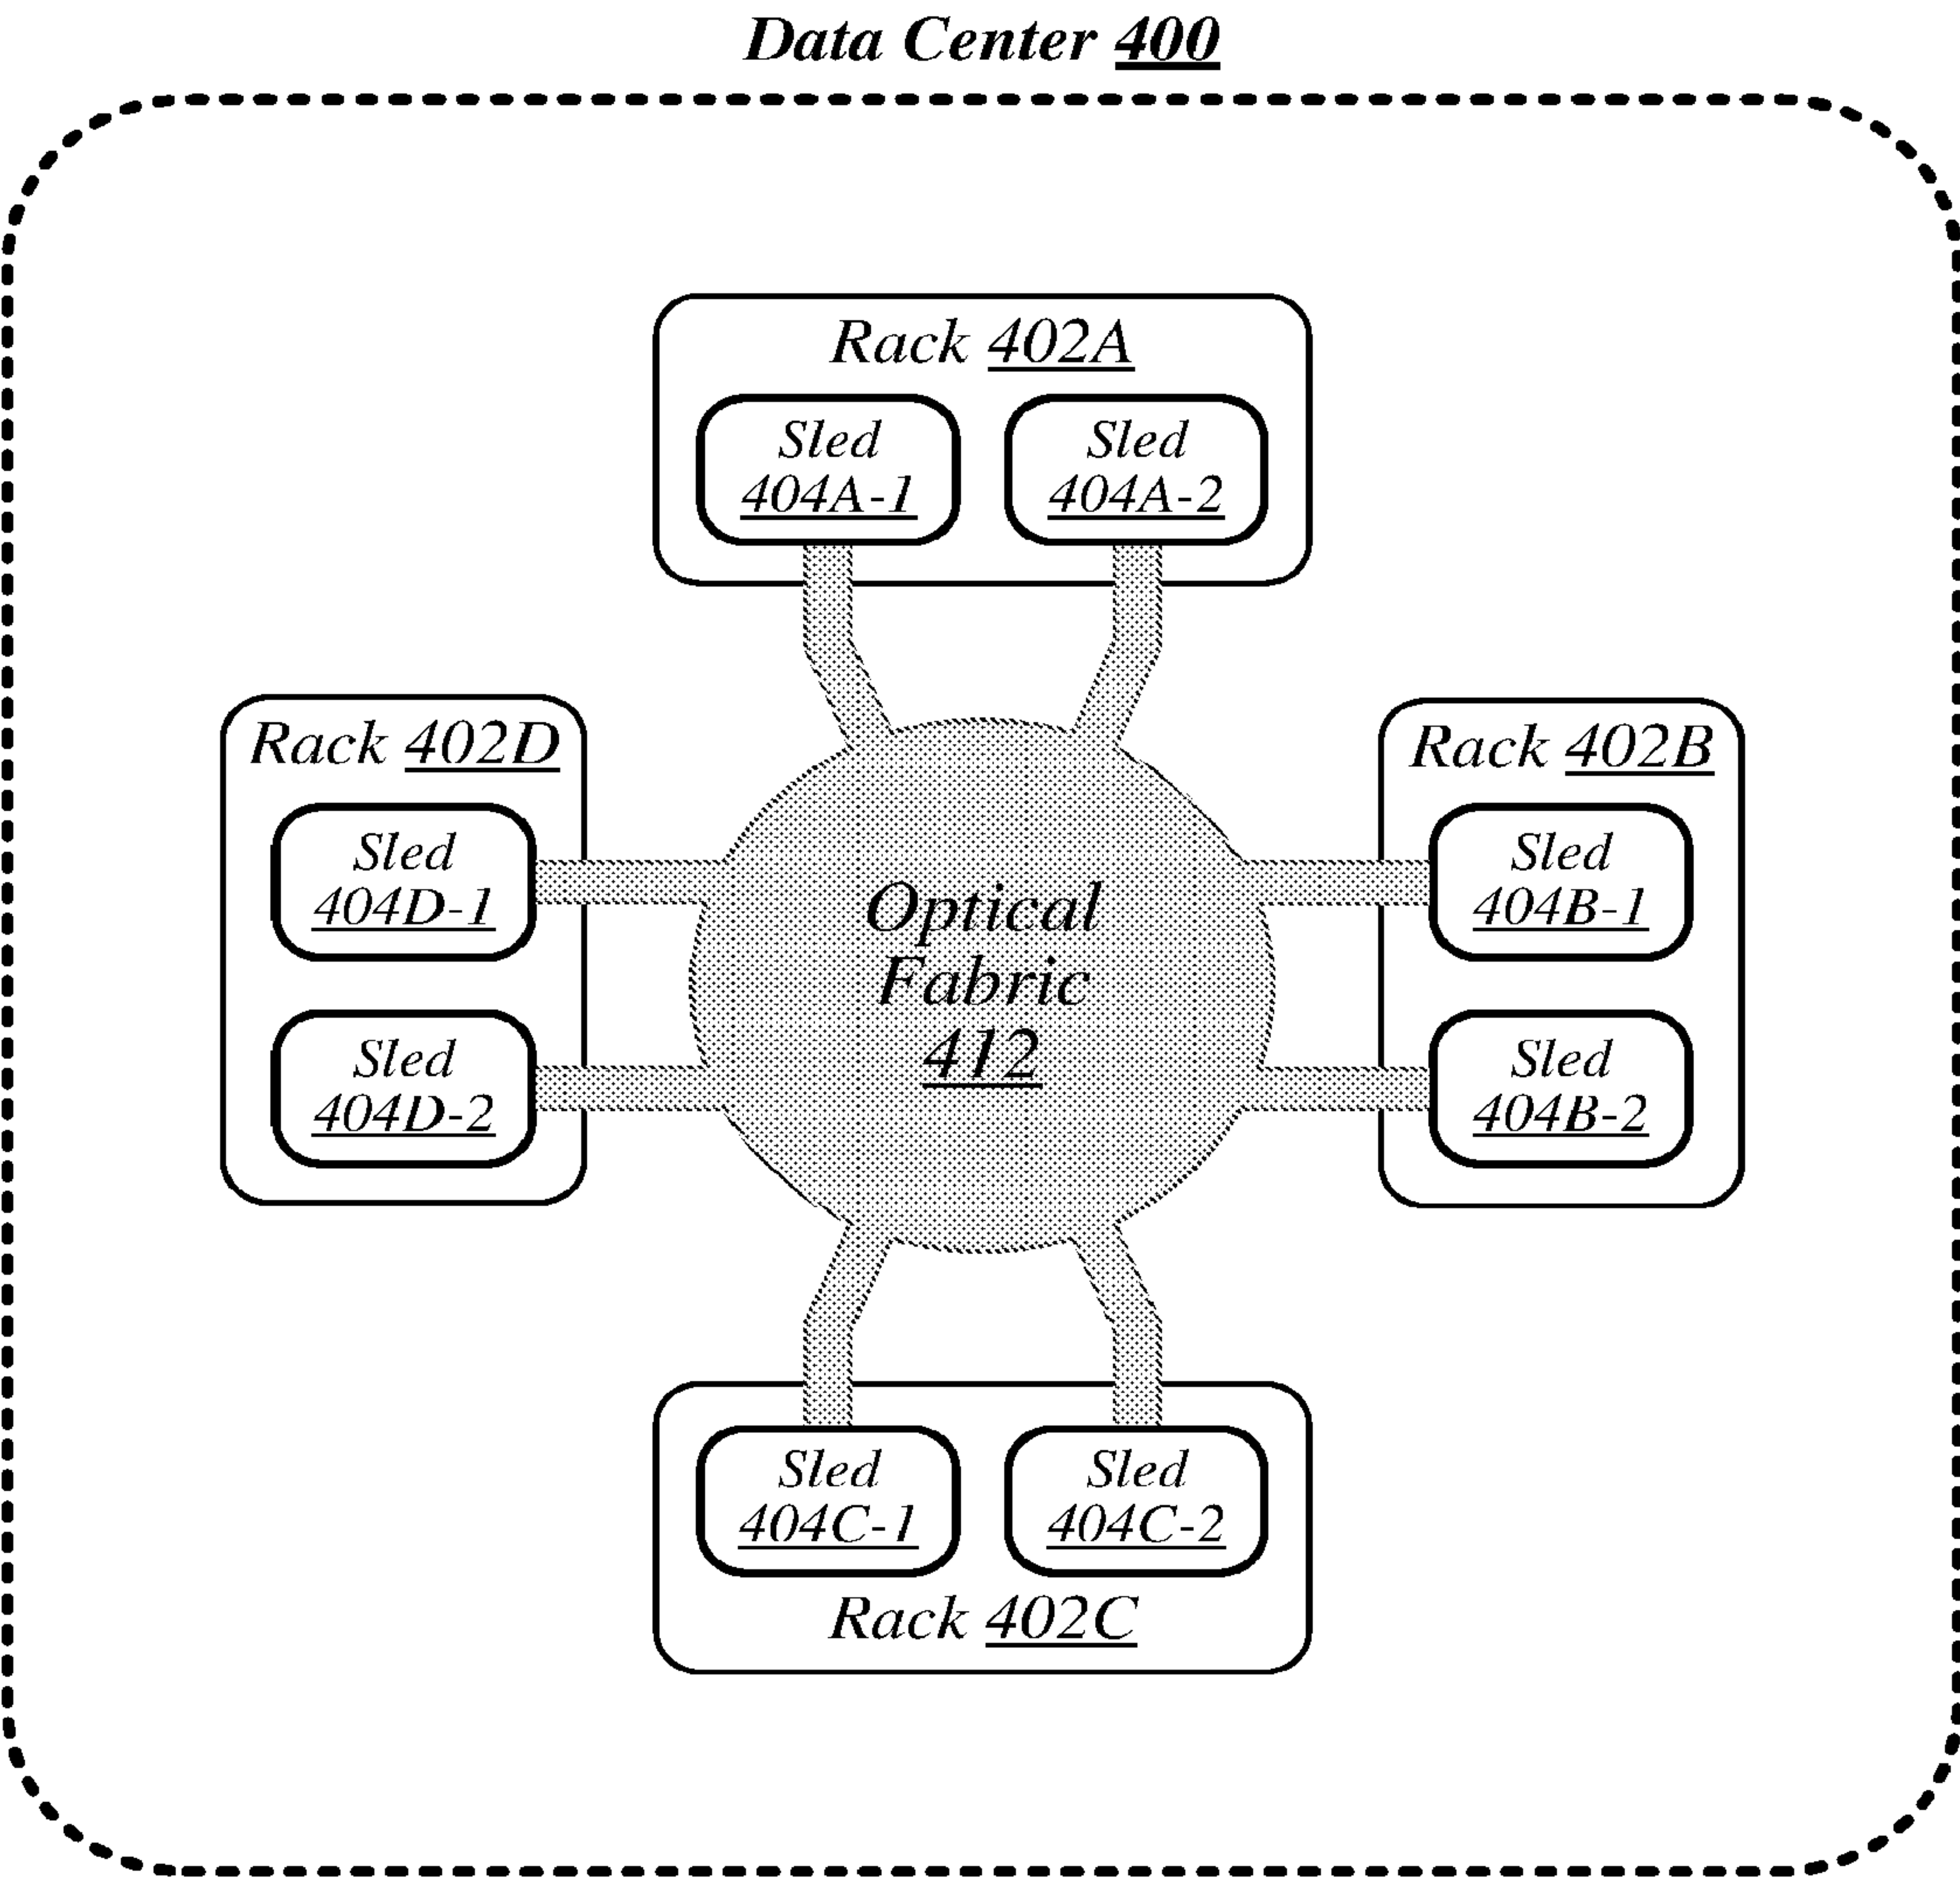 Data Center 400
Rack 402A
Sled
404A-1
Sled
404A-2
Rack 402D
Sled
404D-1
Sled
404D-2
Optical
Fabric
412
Rack 402B
Sled
404B-1
Sled
404B-2
Sled
404C-1
Sled
404C-2
Rack 402C